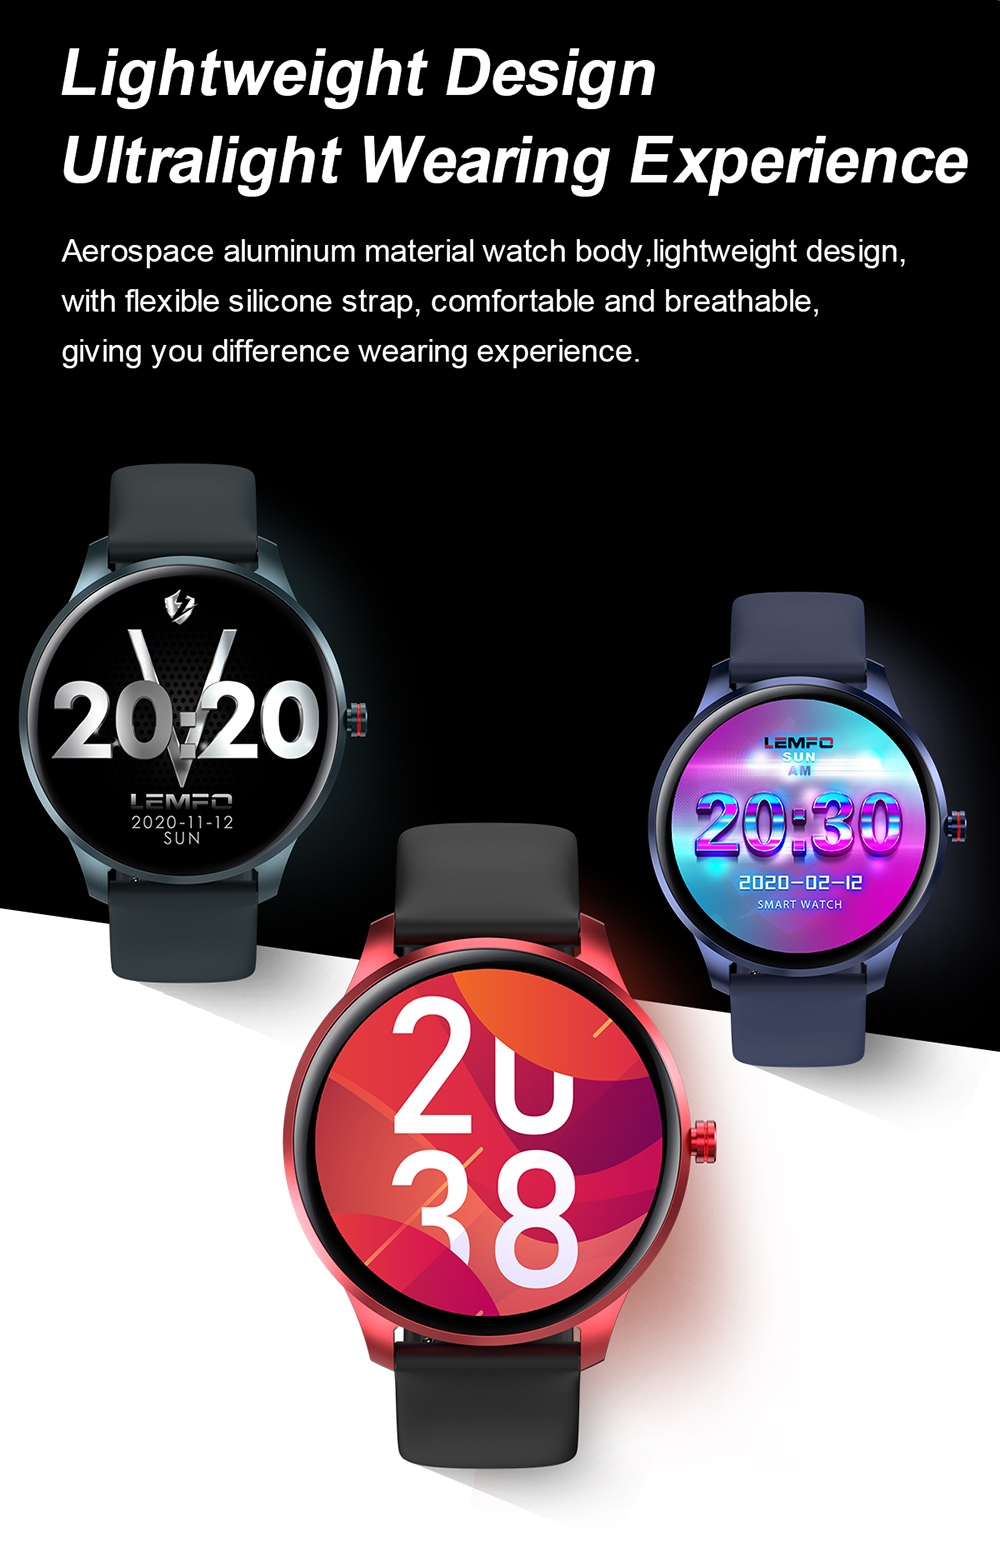 Lightweight Design
Ultralight Wearing Experience
Aerospace aluminum material watch body,lightweight design,
with flexible silicone strap, comfortable and breathable,
giving you difference wearing experience.
20:20
LEMFO
2020-11-12
SUN
LEMFO
SUN
AM
20:30
2020-02-12
SMART WATCH
20
38